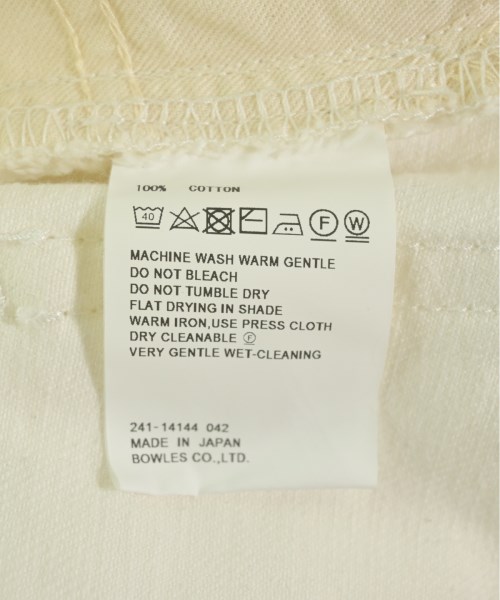 100% COTTON
40 F W
MACHINE WASH WARM GENTLE
DO NOT BLEACH
DO NOT TUMBLE DRY
FLAT DRYING IN SHADE
WARM IRON,USE PRESS CLOTH
DRY CLEANABLE Ⓕ
VERY GENTLE WET-CLEANING
241-14144 042
MADE IN JAPAN
BOWLES CO.,LTD.